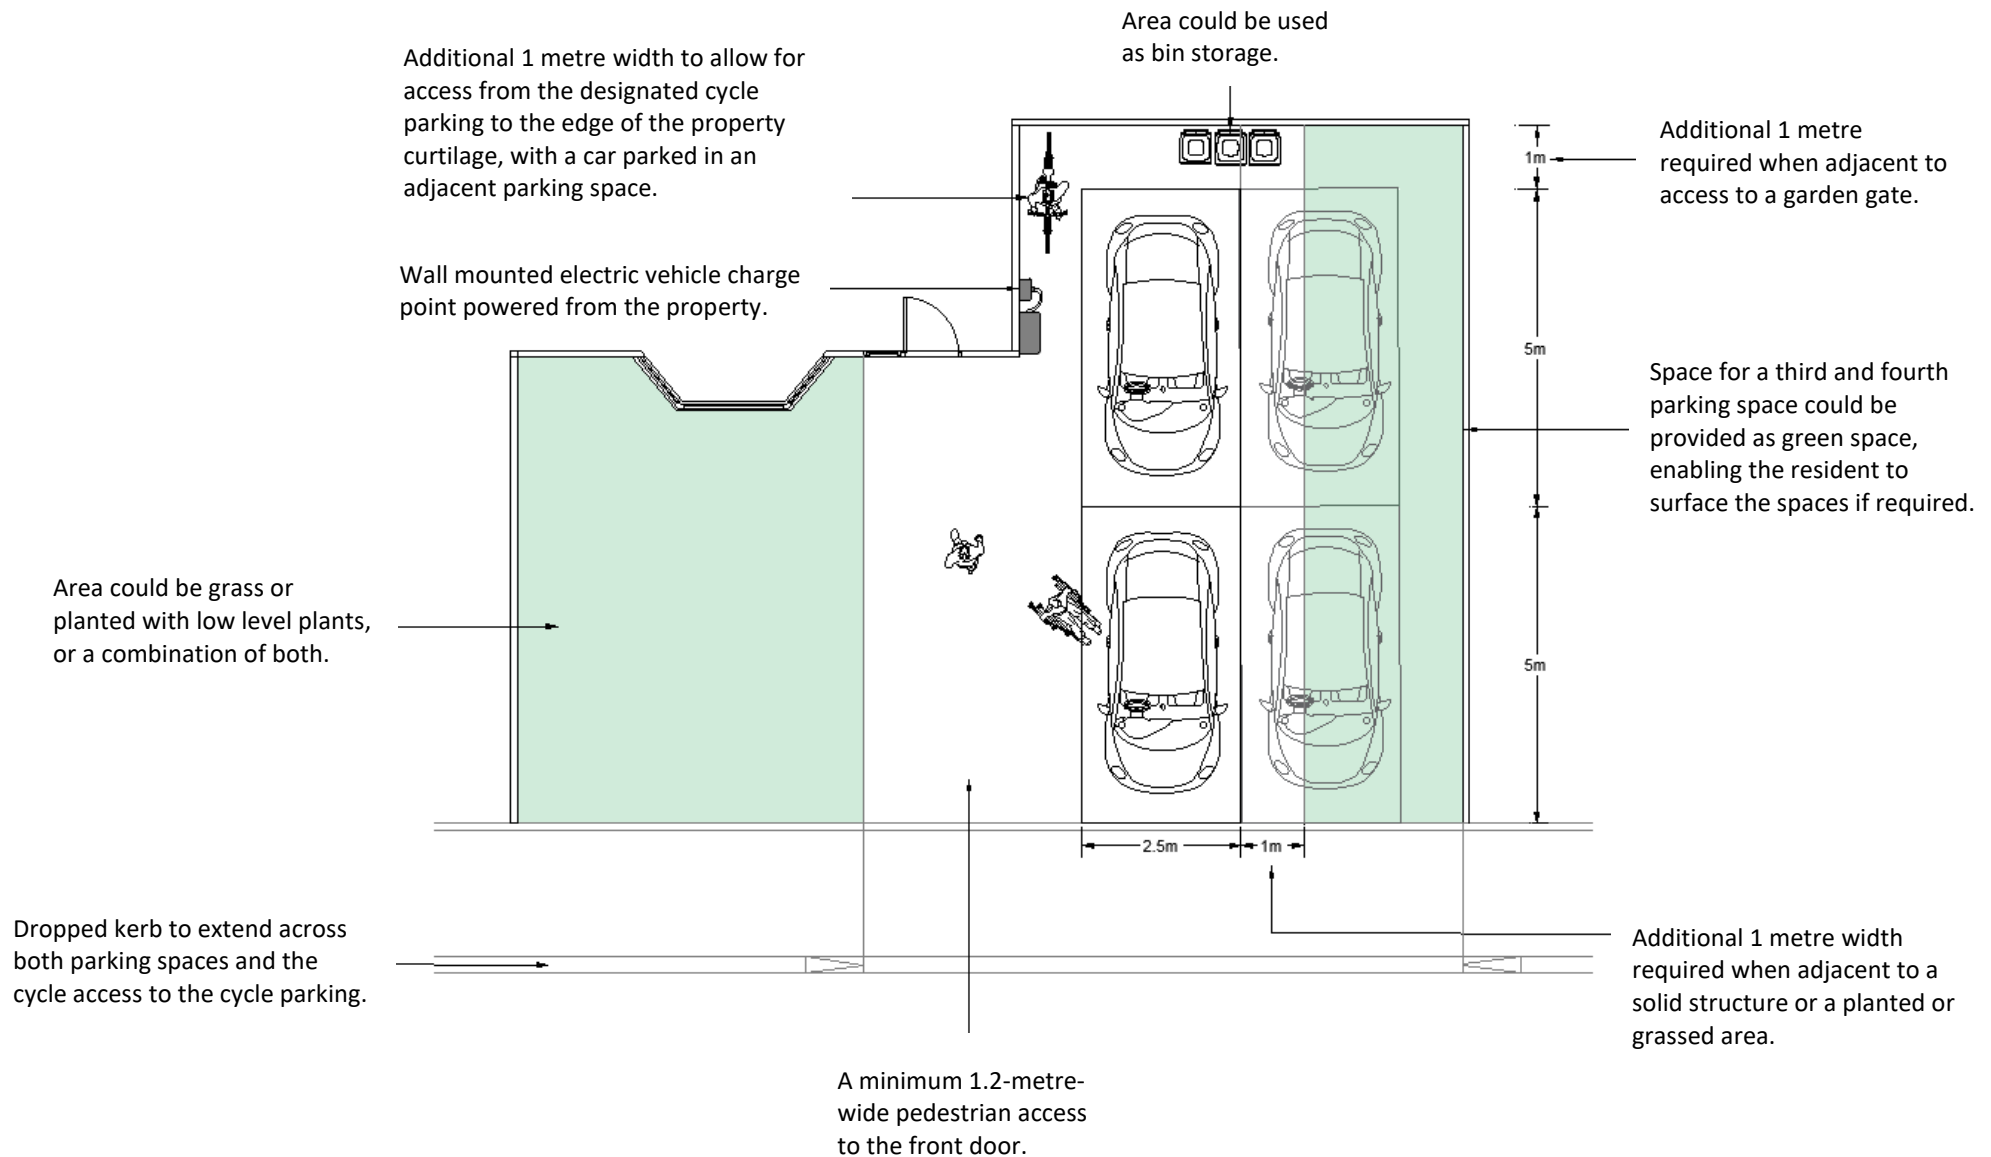 Area could be used
as bin storage.
Additional 1 metre width to allow for
access from the designated cycle
parking to the edge of the property
curtilage, with a car parked in an
adjacent parking space.
Additional 1 metre
required when adjacent to
access to a garden gate.
1m
Wall mounted electric vehicle charge
point powered from the property.
5m
Space for a third and fourth
parking space could be
provided as green space,
enabling the resident to
surface the spaces if required.
Area could be grass or
planted with low level plants,
or a combination of both.
5m
2.5m
1m
Dropped kerb to extend across
both parking spaces and the
cycle access to the cycle parking.
Additional 1 metre width
required when adjacent to a
solid structure or a planted or
grassed area.
A minimum 1.2-metre-
wide pedestrian access
to the front door.